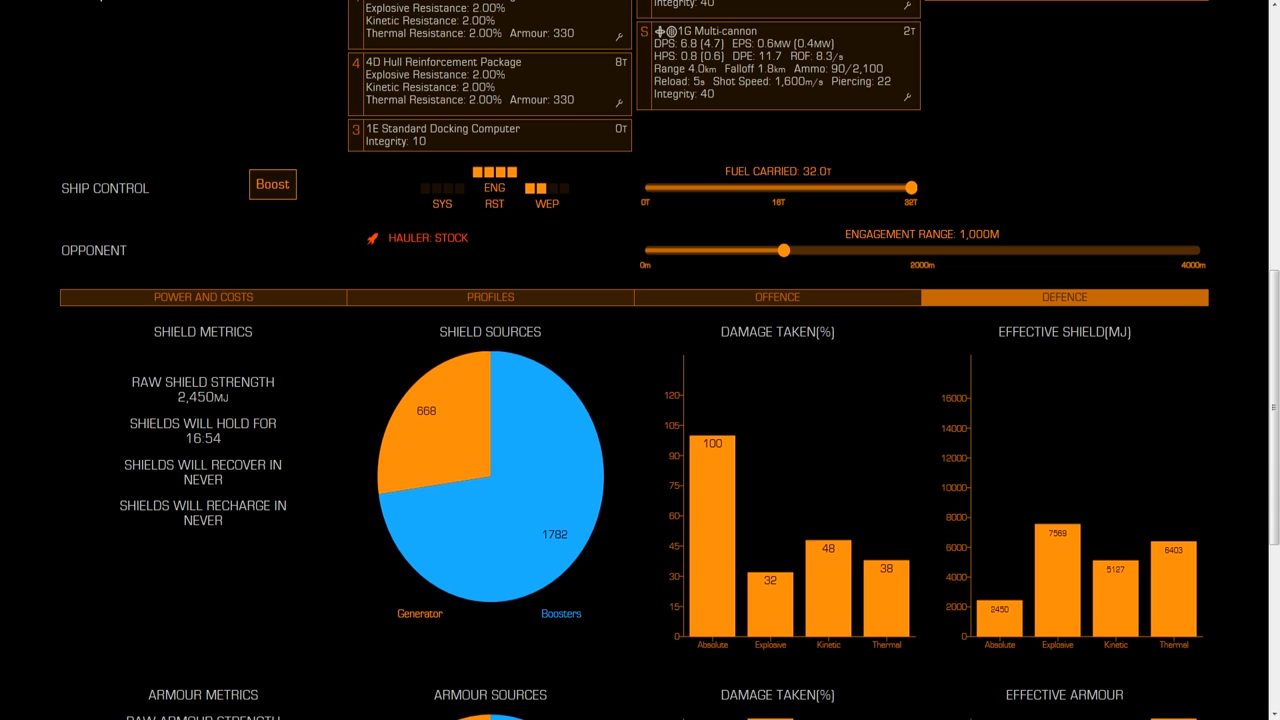 Explosive Resistance: 2.00%
Kinetic Resistance: 2.00%
Thermal Resistance: 2.00% Armour: 330
4 4D Hull Reinforcement Package 8T
Explosive Resistance: 2.00%
Kinetic Resistance: 2.00%
Thermal Resistance: 2.00% Armour: 330
3 1E Standard Docking Computer 0T
Integrity: 10
Integrity: 40
S 1G Multi-cannon 2T
DPS: 6.8 (4.7) EPS: 0.6MW (0.4MW)
HPS: 0.8 (0.6) DPE: 11.7 ROF: 8.3/s
Range 4.0km Falloff 1.8km Ammo: 90/2,100
Reload: 5s Shot Speed: 1,600m/s Piercing: 22
Integrity: 40
SHIP CONTROL
Boost
ENG
SYS RST WEP
FUEL CARRIED: 32.0T
0T 16T 32T
OPPONENT
HAULER: STOCK
ENGAGEMENT RANGE: 1,000M
0m 2000m 4000m
POWER AND COSTS PROFILES OFFENCE DEFENCE
SHIELD METRICS
RAW SHIELD STRENGTH
2,450MJ
SHIELDS WILL HOLD FOR
16:54
SHIELDS WILL RECOVER IN
NEVER
SHIELDS WILL RECHARGE IN
NEVER
SHIELD SOURCES
668
1782
Generator Boosters
DAMAGE TAKEN(%)
120
105
90
75
60
45
30
15
0
100 32 48 38
Absolute Explosive Kinetic Thermal
EFFECTIVE SHIELD(MJ)
16000
14000
12000
10000
8000
6000
4000
2000
0
2450 7569 5127 6403
Absolute Explosive Kinetic Thermal
ARMOUR METRICS ARMOUR SOURCES DAMAGE TAKEN(%) EFFECTIVE ARMOUR
RAW ARMOUR STRENGTH